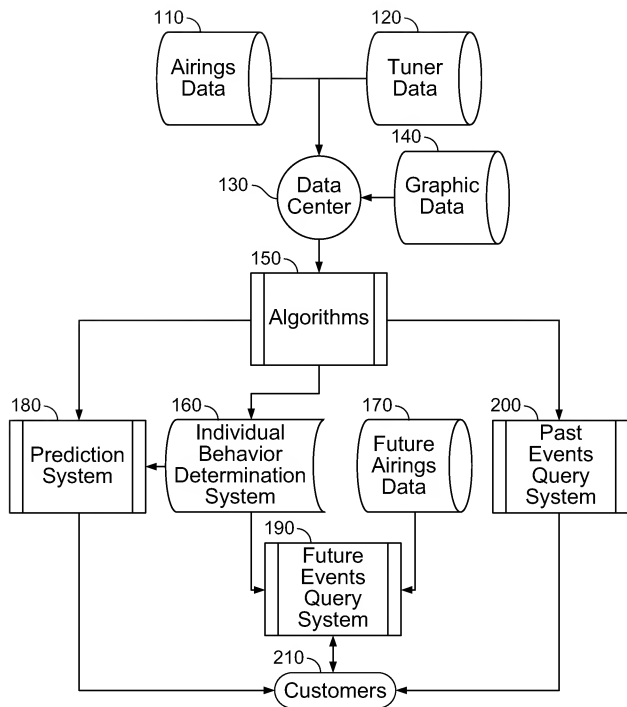 110
Airings
Data
120
Tuner
Data
130
Data
Center
140
Graphic
Data
150
Algorithms
180
Prediction
System
160
Individual
Behavior
Determination
System
170
Future
Airings
Data
200
Past
Events
Query
System
190
Future
Events
Query
System
210
Customers